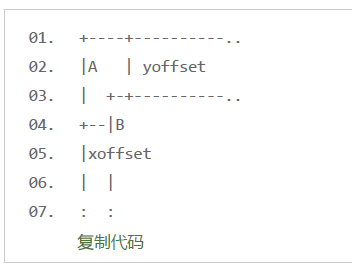 01. +----+----------..
02. |A   | yoffset
03. |  +-+----------..
04. +--|B
05. |xoffset
06. |  |
07. :  :
复制代码